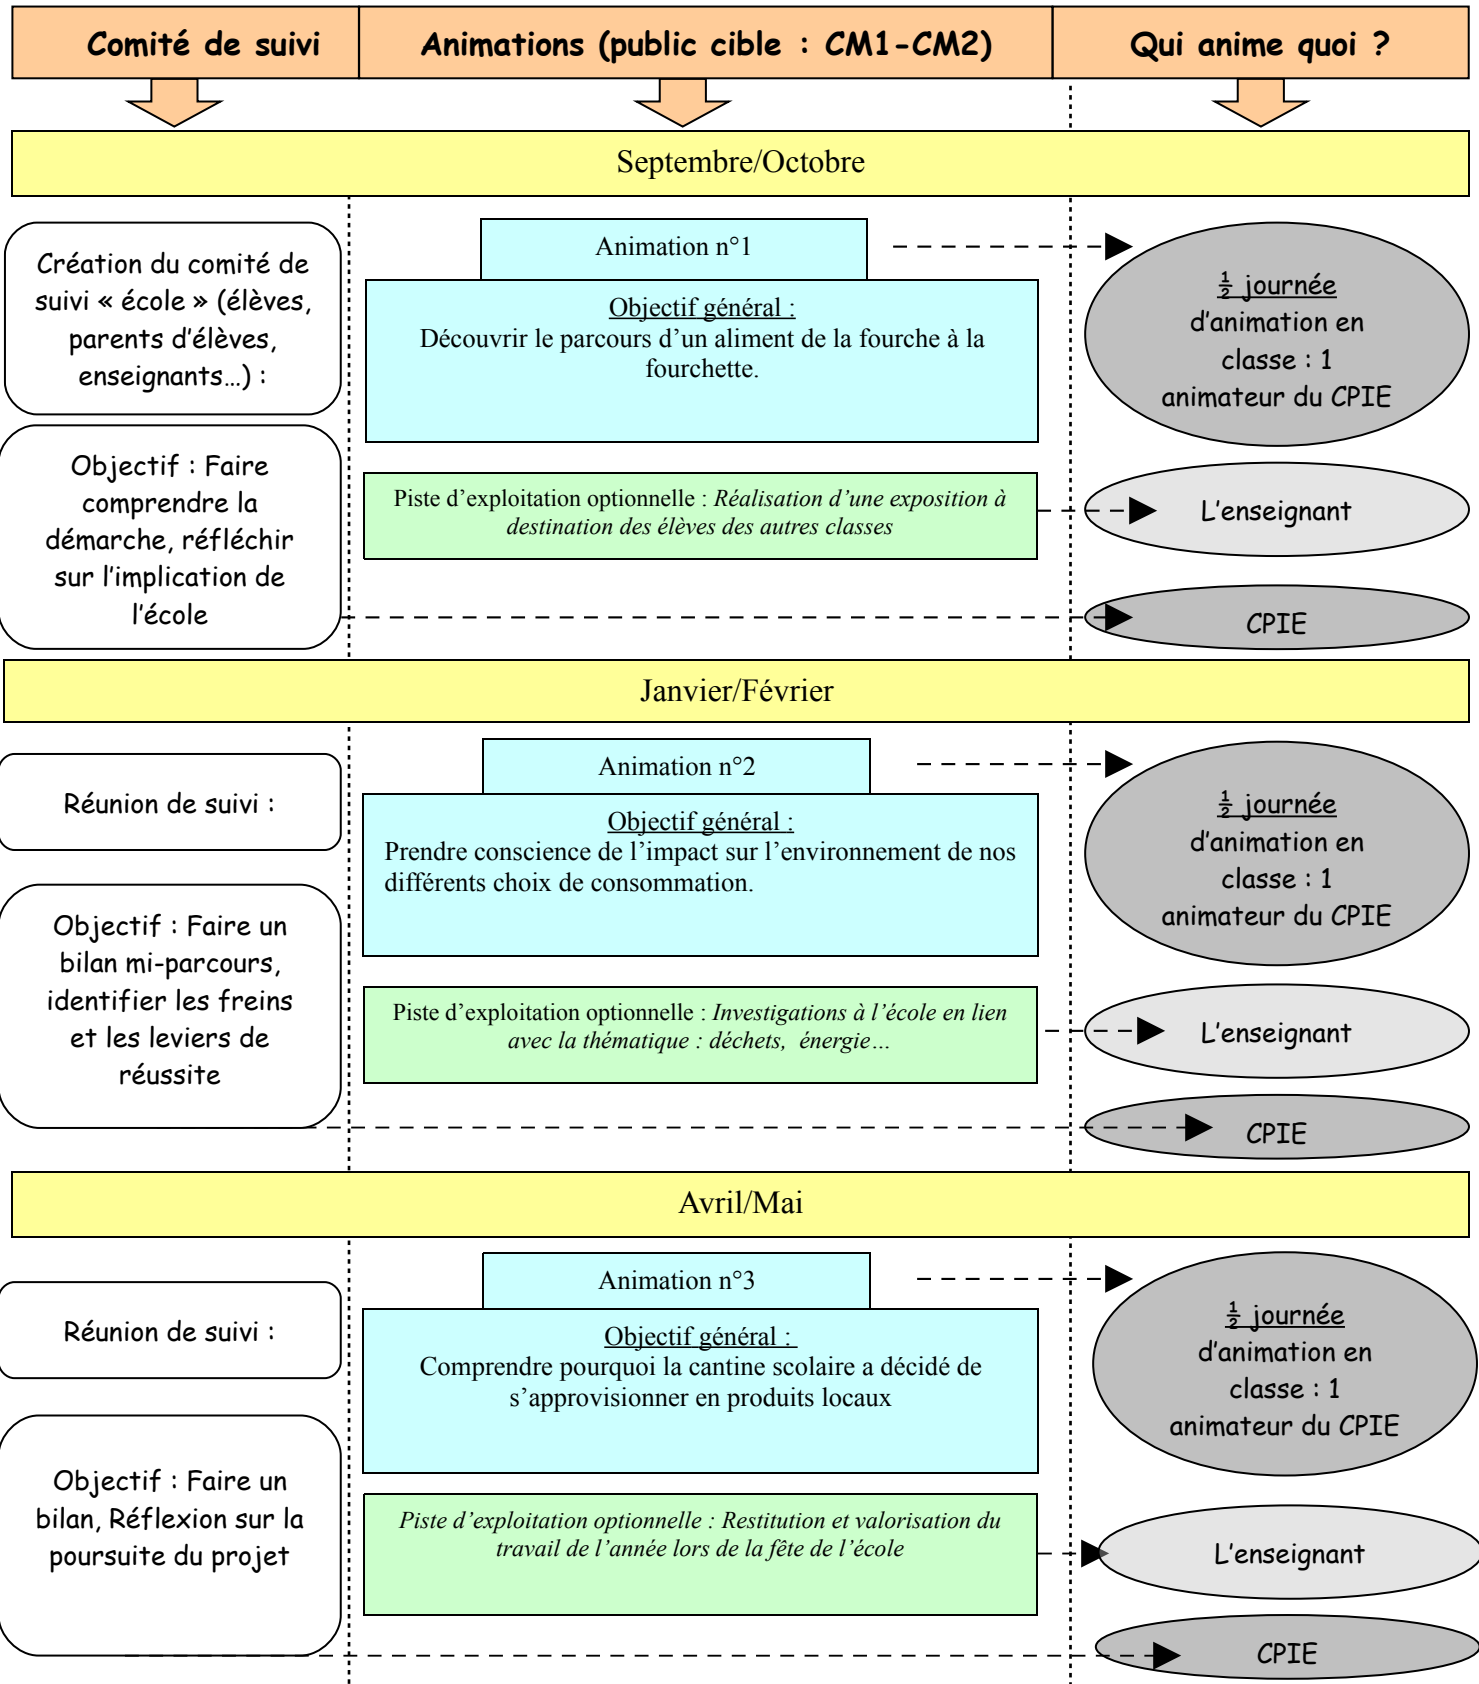 Comité de suivi
Animations (public cible : CM1-CM2)
Qui anime quoi ?
Septembre/Octobre
Création du comité de
suivi « école » (élèves,
parents d’élèves,
enseignants…) :
Objectif : Faire
comprendre la
démarche, réfléchir
sur l’implication de
l’école
Animation n°1
Objectif général :
Découvrir le parcours d’un aliment de la fourche à la
fourchette.
Piste d’exploitation optionnelle : Réalisation d’une exposition à
destination des élèves des autres classes
½ journée
d’animation en
classe : 1
animateur du CPIE
L’enseignant
CPIE
Janvier/Février
Réunion de suivi :
Objectif : Faire un
bilan mi-parcours,
identifier les freins
et les leviers de
réussite
Animation n°2
Objectif général :
Prendre conscience de l’impact sur l’environnement de nos
différents choix de consommation.
Piste d’exploitation optionnelle : Investigations à l’école en lien
avec la thématique : déchets, énergie…
½ journée
d’animation en
classe : 1
animateur du CPIE
L’enseignant
CPIE
Avril/Mai
Réunion de suivi :
Objectif : Faire un
bilan, Réflexion sur la
poursuite du projet
Animation n°3
Objectif général :
Comprendre pourquoi la cantine scolaire a décidé de
s’approvisionner en produits locaux
Piste d’exploitation optionnelle : Restitution et valorisation du
travail de l’année lors de la fête de l’école
½ journée
d’animation en
classe : 1
animateur du CPIE
L’enseignant
CPIE